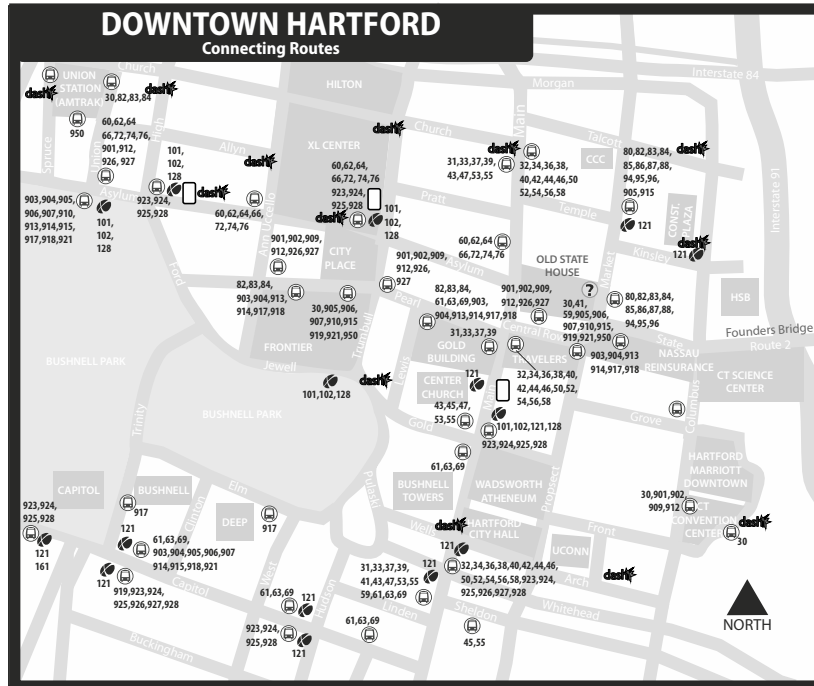 DOWNTOWN HARTFORD
Connecting Routes
Church
UNION
STATION
(AMTRAK)
dash
30,82,83,84
dash
950
60,62,64
66,72,74,76,
901,912,
926,927
High
Spruce
Union
101,
102,
128
Allyn
dash
HILTON
XL CENTER
dash
Church
Morgan
Interstate 84
Main
Talcott
dash
31,33,37,39,
43,47,53,55
32,34,36,38,
40,42,44,46,50
52,54,56,58
CCC
80,82,83,84,
85,86,87,88,
94,95,96,
905,915
dash
Interstate 91
60,62,64,
66,72,74,76
923,924,
925,928
Pratt
Temple
CONST.
PLAZA
903,904,905,
906,907,910,
913,914,915,
917,918,921
Asylum
101,
102,
128
923,924,
925,928
dash
60,62,64,66,
72,74,76
Ann Uccello
dash
101,
102,
128
121
Kinsley
dash
121
901,902,909,
912,926,927
CITY
PLACE
901,902,909,
912,926,
927
Asylum
60,62,64
66,72,74,76
OLD STATE
HOUSE
?
Market
Ford
82,83,84,
903,904,913,
914,917,918
30,905,906,
907,910,915
919,921,950
Trumbull
Pearl
82,83,84,
61,63,69,903,
904,913,914,917,918
901,902,909,
912,926,927
30,41,
59,905,906,
907,910,915,
919,921,950
80,82,83,84,
85,86,87,88,
94,95,96
HSB
Founders Bridge
Route 2
State
Central Row
31,33,37,39
GOLD
BUILDING
TRAVELERS
903,904,913
914,917,918
NASSAU
REINSURANCE
CT SCIENCE
CENTER
FRONTIER
Jewell
BUSHNELL PARK
101,102,128
dash
Lewis
CENTER
CHURCH
121
Main
32,34,36,38,40,
42,44,46,50,52,
54,56,58
43,45,47,
53,55
101,102,121,128
923,924,925,928
Gold
Grove
Columbus
Trinity
BUSHNELL PARK
61,63,69
WADSWORTH
ATHENEUM
Prospect
HARTFORD
MARRIOTT
DOWNTOWN
CAPITOL
BUSHNELL
Elm
Clinton
DEEP
917
917
Pulaski
BUSHNELL
TOWERS
Wells
dash
HARTFORD
CITY HALL
Front
30,901,902,
909,912
CT
CONVENTION
CENTER
dash
30
923,924,
925,928
121
161
121
61,63,69,
903,904,905,906,907
914,915,918,921
121
919,923,924,
925,926,927,928
Capitol
West
Hudson
121
31,33,37,39,
41,43,47,53,55
59,61,63,69
121
32,34,36,38,40,42,44,46,
50,52,54,56,58,923,924,
925,926,927,928
UCONN
Arch
dash
61,63,69
121
Linden
Sheldon
Whitehead
Buckingham
923,924,
925,928
121
61,63,69
45,55
NORTH